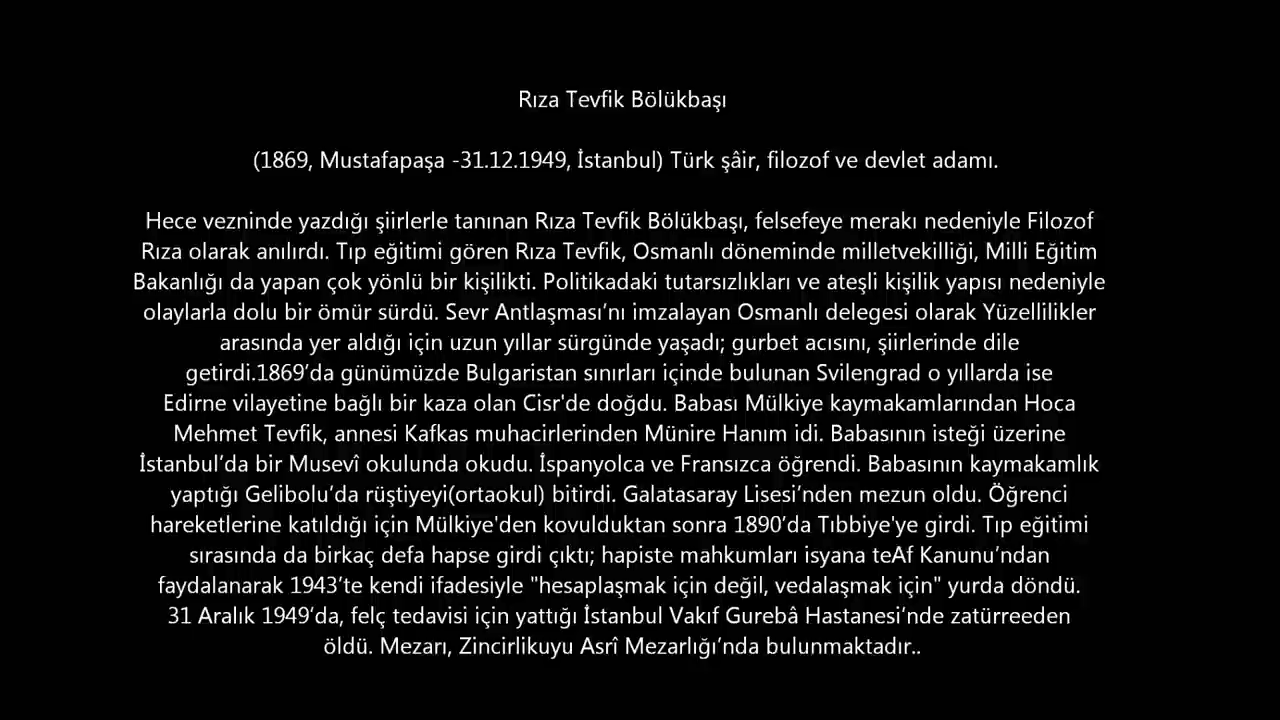 Rıza Tevfik Bölükbaşı
(1869, Mustafapaşa -31.12.1949, İstanbul) Türk şâir, filozof ve devlet adamı.
Hece vezninde yazdığı şiirlerle tanınan Rıza Tevfik Bölükbaşı, felsefeye merakı nedeniyle Filozof
Rıza olarak anılırdı. Tıp eğitimi gören Rıza Tevfik, Osmanlı döneminde milletvekilliği, Milli Eğitim
Bakanlığı da yapan çok yönlü bir kişilikti. Politikadaki tutarsızlıkları ve ateşli kişilik yapısı nedeniyle
olaylarla dolu bir ömür sürdü. Sevr Antlaşması’nı imzalayan Osmanlı delegesi olarak Yüzellilikler
arasında yer aldığı için uzun yıllar sürgünde yaşadı; gurbet acısını, şiirlerinde dile
getirdi.1869’da günümüzde Bulgaristan sınırları içinde bulunan Svilengrad o yıllarda ise
Edirne vilayetine bağlı bir kaza olan Cisr'de doğdu. Babası Mülkiye kaymakamlarından Hoca
Mehmet Tevfik, annesi Kafkas muhacirlerinden Münire Hanım idi. Babasının isteği üzerine
İstanbul’da bir Musevî okulunda okudu. İspanyolca ve Fransızca öğrendi. Babasının kaymakamlık
yaptığı Gelibolu’da rüştiyeyi(ortaokul) bitirdi. Galatasaray Lisesi’nden mezun oldu. Öğrenci
hareketlerine katıldığı için Mülkiye'den kovulduktan sonra 1890’da Tıbbiye'ye girdi. Tıp eğitimi
sırasında da birkaç defa hapse girdi çıktı; hapiste mahkumları isyana teAf Kanunu’ndan
faydalanarak 1943’te kendi ifadesiyle "hesaplaşmak için değil, vedalaşmak için" yurda döndü.
31 Aralık 1949’da, felç tedavisi için yattığı İstanbul Vakıf Gurebâ Hastanesi’nde zatürreeden
öldü. Mezarı, Zincirlikuyu Asrî Mezarlığı’nda bulunmaktadır..